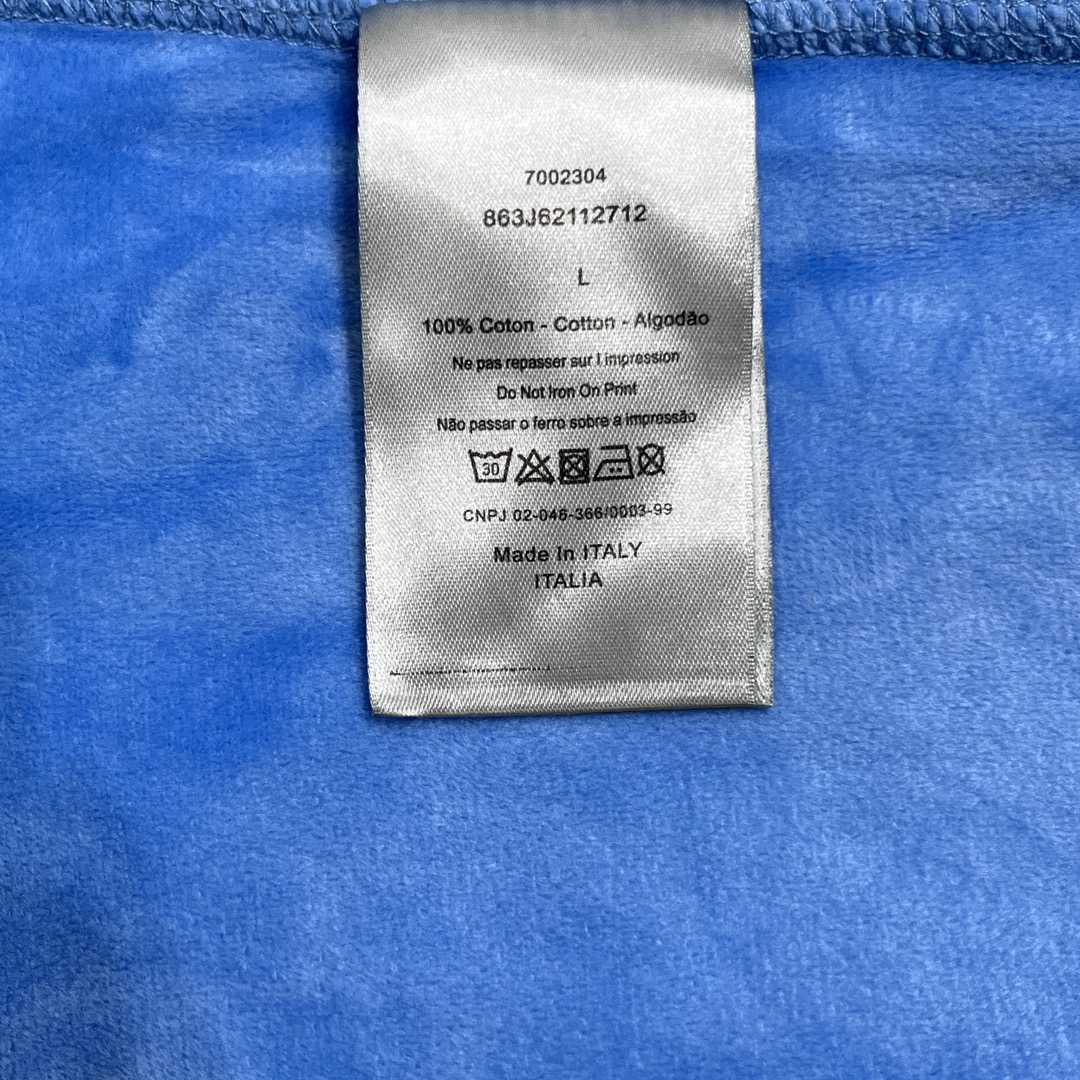 7002304
863J62112712
L
100% Coton - Cotton - Algodão
Ne pas repasser sur l impression
Do Not Iron On Print
Não passar o ferro sobre a impressão
30
CNPJ 02-046-366/0003-99
Made In ITALY
ITALIA